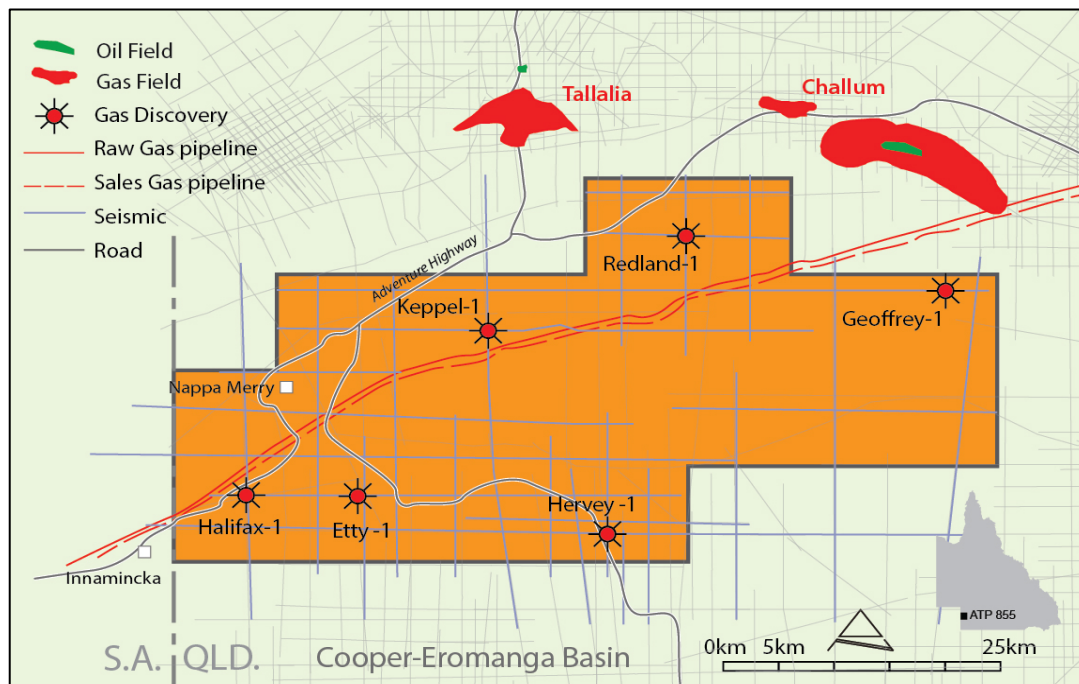 Oil Field
Gas Field
Gas Discovery
Raw Gas pipeline
Sales Gas pipeline
Seismic
Road
Tallalia
Challum
Adventure Highway
Redland-1
Keppel-1
Geoffrey-1
Nappa Merry
Halifax-1
Etty -1
Hervey -1
Innamincka
ATP 855
S.A. QLD.
Cooper-Eromanga Basin
0km 5km 25km